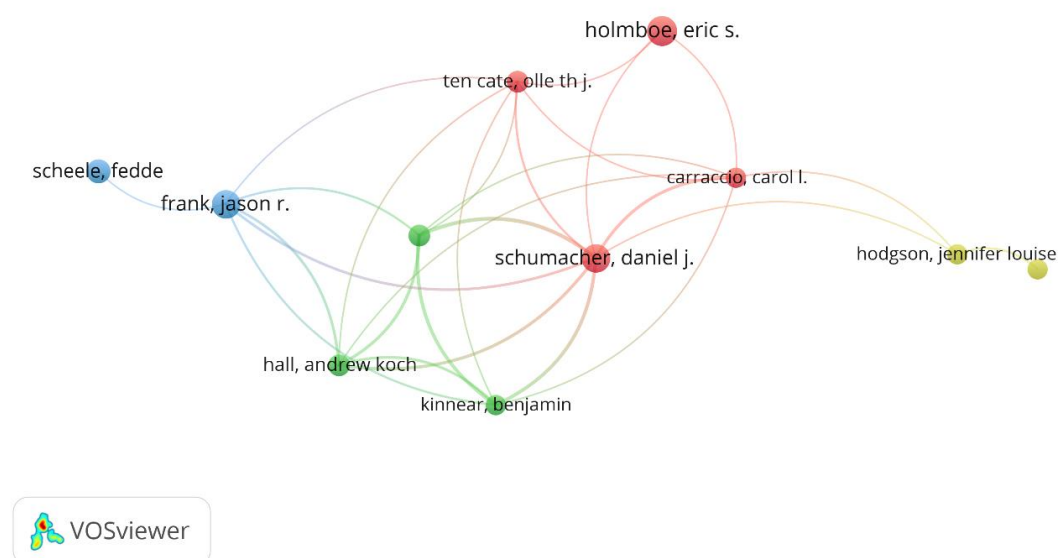 holmboe, eric s.
ten cate, olle th j.
scheele, fedde
carraccio, carol l.
frank, jason r.
hodgson, jennifer louise
schumacher, daniel j.
hall, andrew koch
kinnear, benjamin
VOSviewer